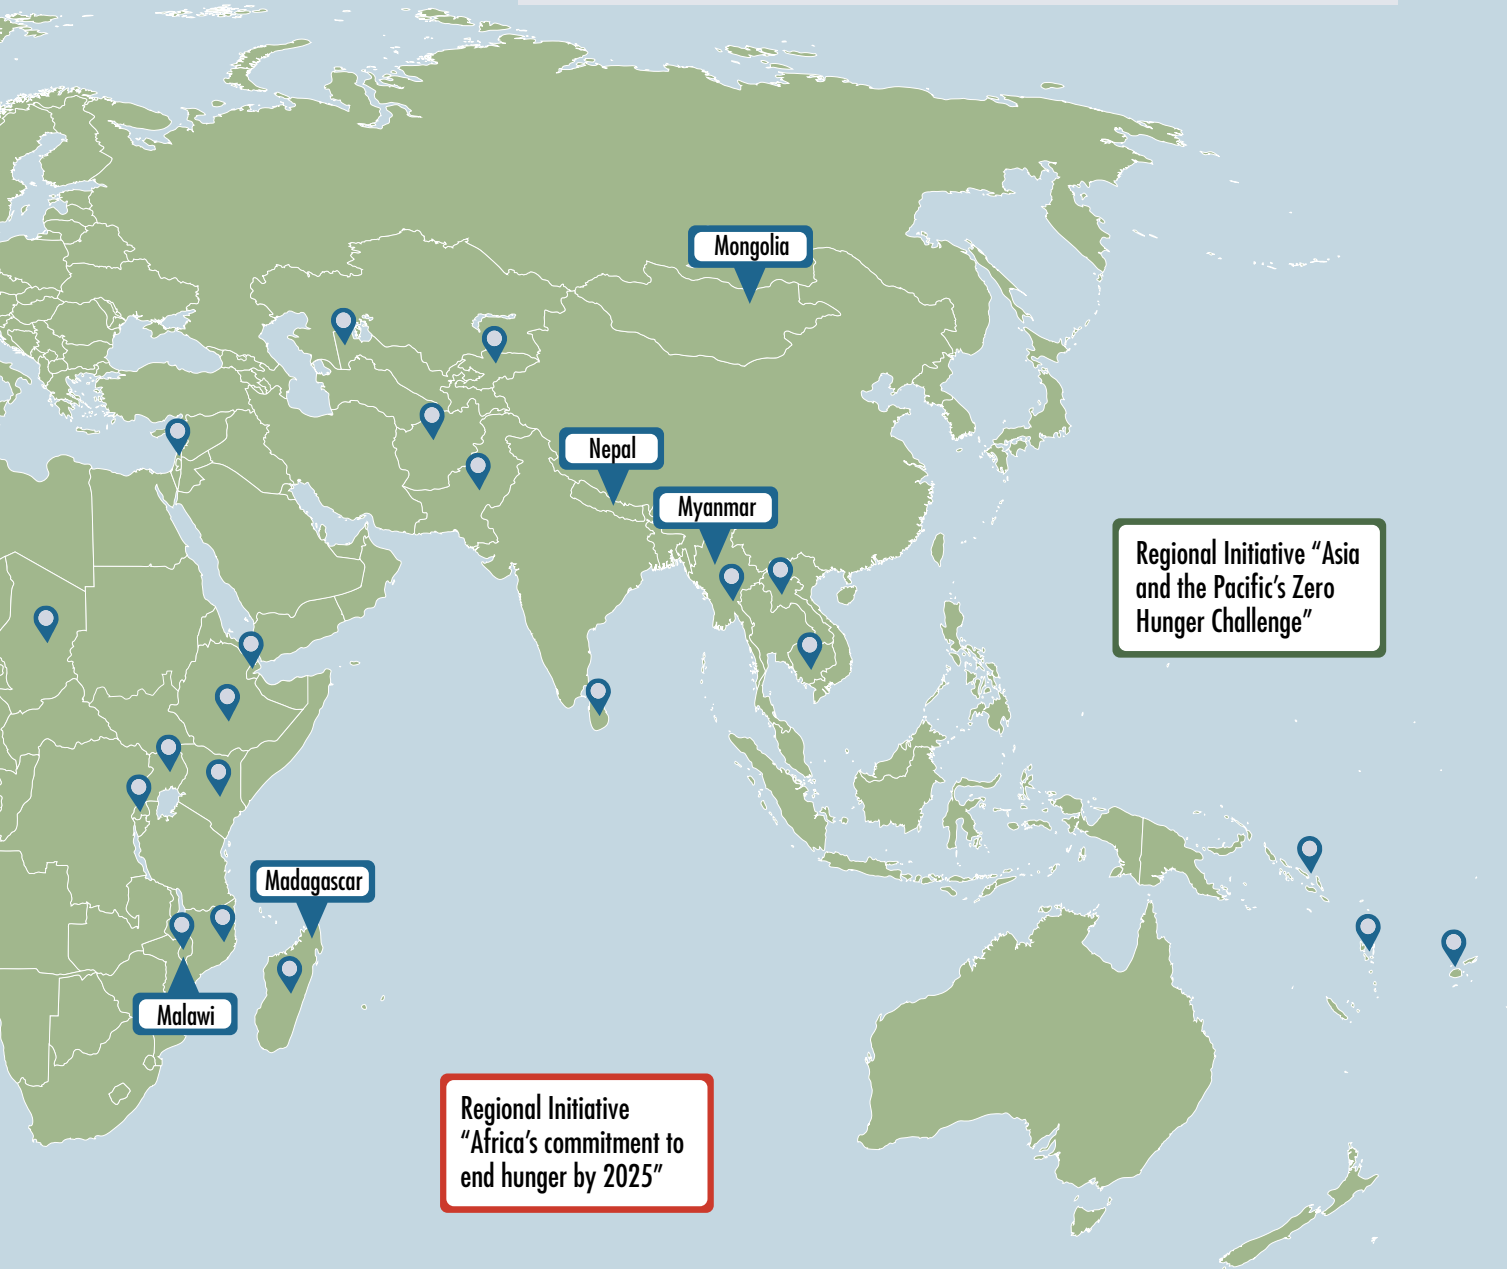 Mongolia
Nepal
Myanmar
Regional Initiative “Asia
and the Pacific’s Zero
Hunger Challenge”
Madagascar
Malawi
Regional Initiative
“Africa’s commitment to
end hunger by 2025”